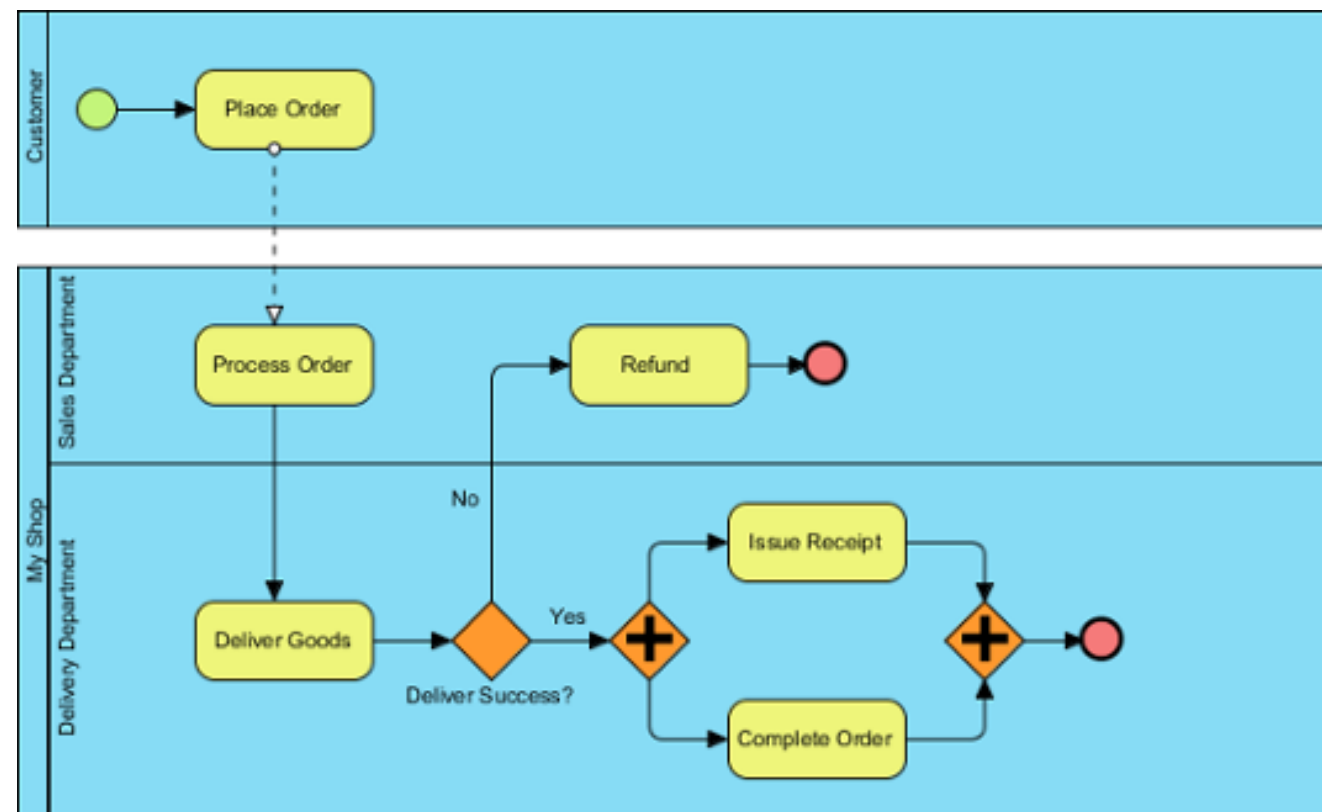 Customer
Place Order
My Shop
Sales Department
Process Order
Refund
Delivery Department
No
Issue Receipt
Yes
Deliver Goods
Deliver Success?
Complete Order